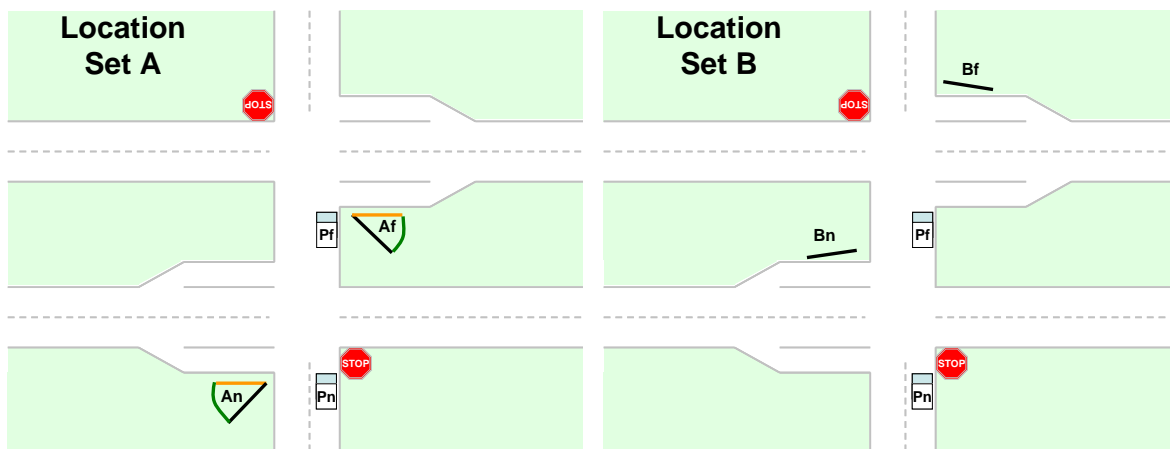 Location
Set A
STOP
Pf
Af
An
Pn
STOP
Location
Set B
STOP
Bf
Bn
Pf
Pn
STOP